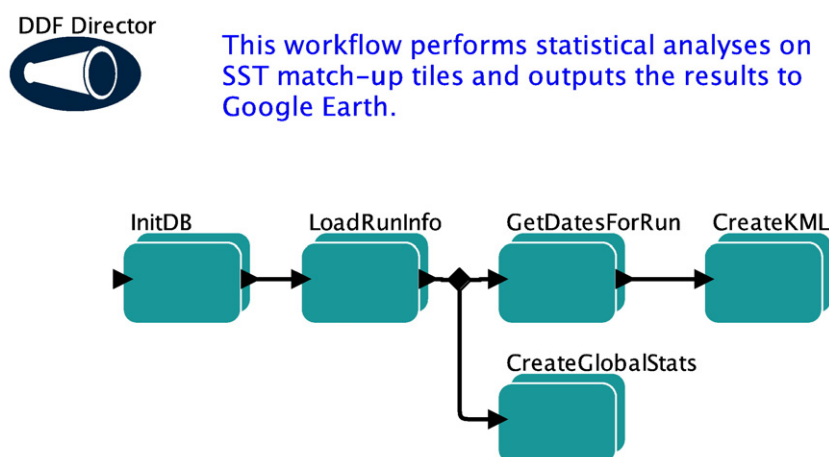 DDF Director
This workflow performs statistical analyses on
SST match-up tiles and outputs the results to
Google Earth.
InitDB
LoadRunInfo
GetDatesForRun
CreateKML
CreateGlobalStats